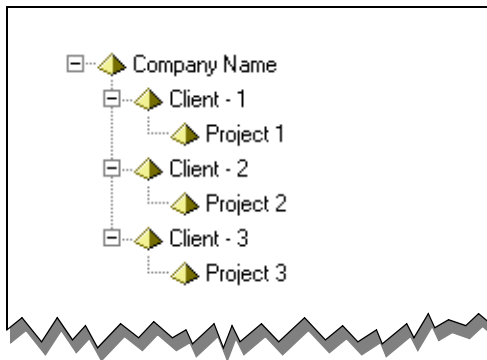 Company Name
Client - 1
Project 1
Client - 2
Project 2
Client - 3
Project 3